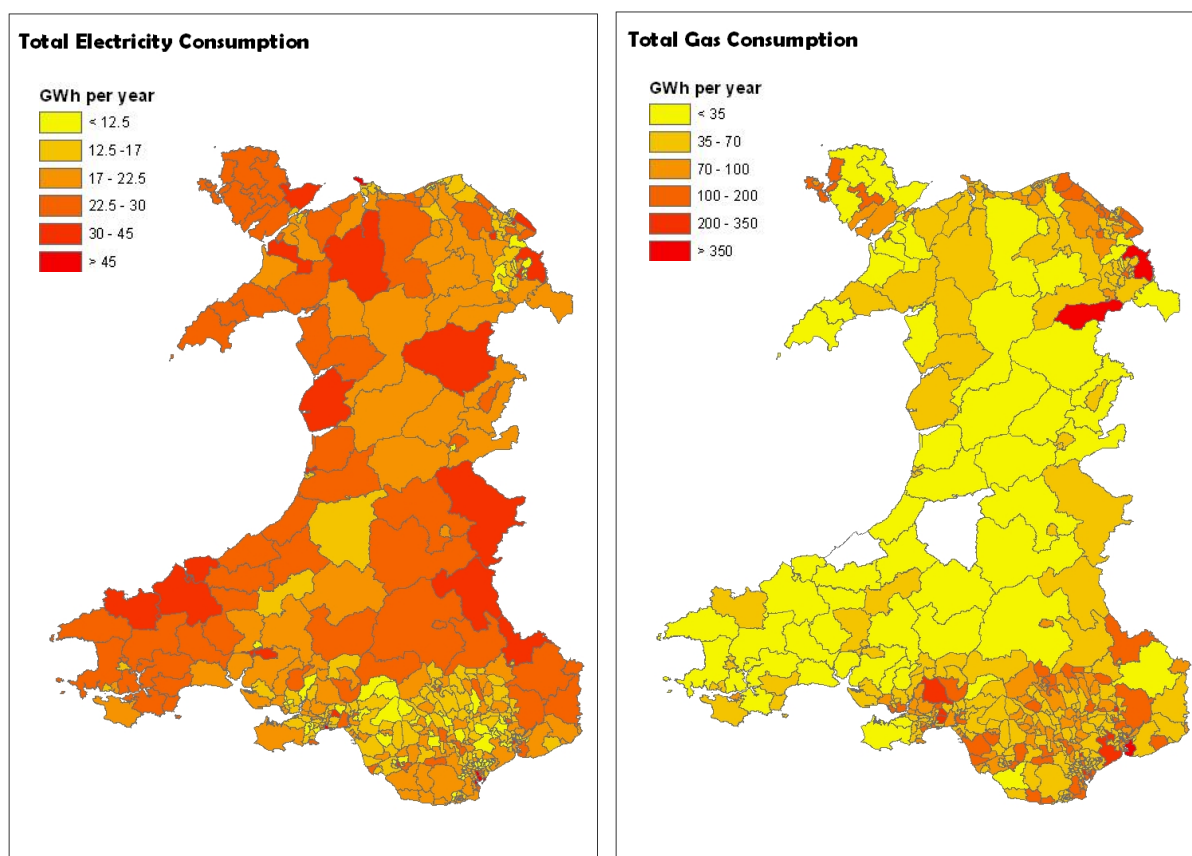 Total Electricity Consumption
GWh per year
< 12.5
12.5 -17
17 - 22.5
22.5 - 30
30 - 45
> 45
Total Gas Consumption
GWh per year
< 35
35 - 70
70 - 100
100 - 200
200 - 350
> 350